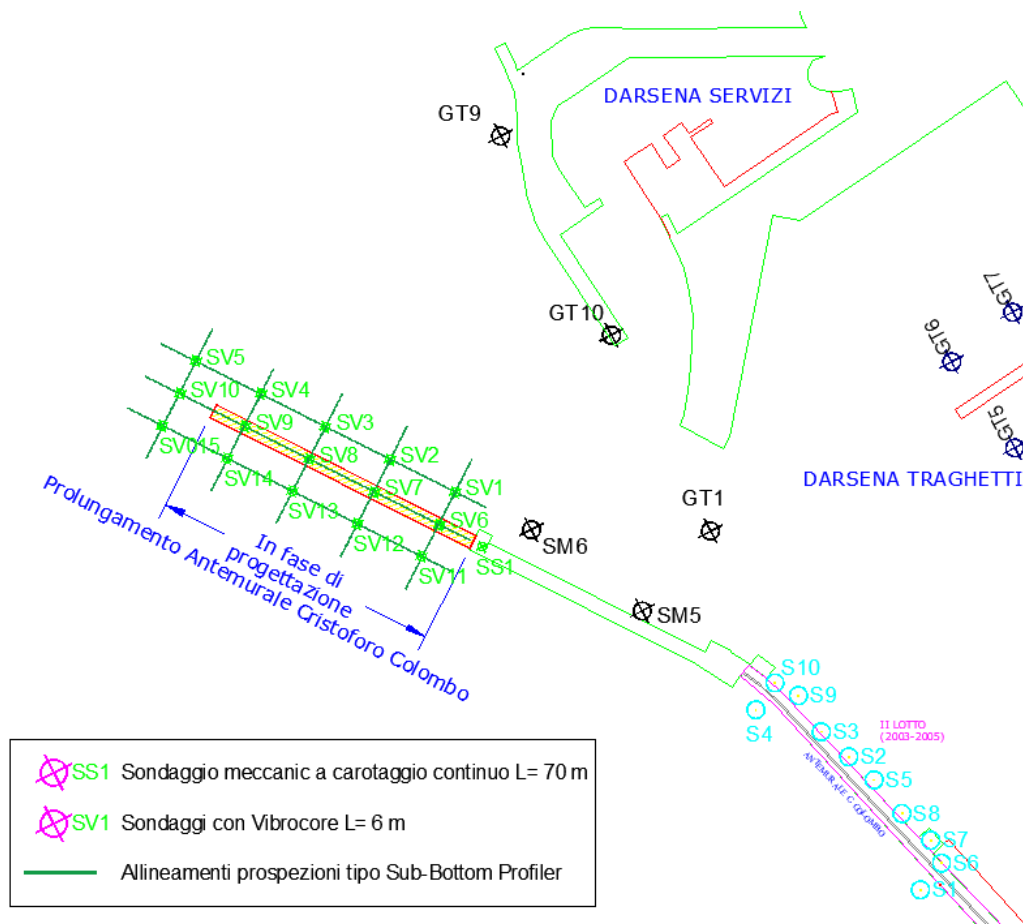 DARSENA SERVIZI
GT9
GT10
GT7
GT6
GT5
DARSENA TRAGHETTI
SV5
SV10
SV4
SV015
SV9
SV3
SV14
SV8
SV2
SV13
SV7
SV1
SV12
SV6
SV11
SS1
GT1
SM6
SM5
In fase di
progettazione
Prolungamento Antemurale Cristoforo Colombo
S10
S9
S4
S3
II LOTTO
(2003-2005)
S2
S5
ANTEMURALE C. COLOMBO
S8
S7
S6
S1
SS1 Sondaggio meccanic a carotaggio continuo L= 70 m
SV1 Sondaggi con Vibrocore L= 6 m
Allineamenti prospezioni tipo Sub-Bottom Profiler